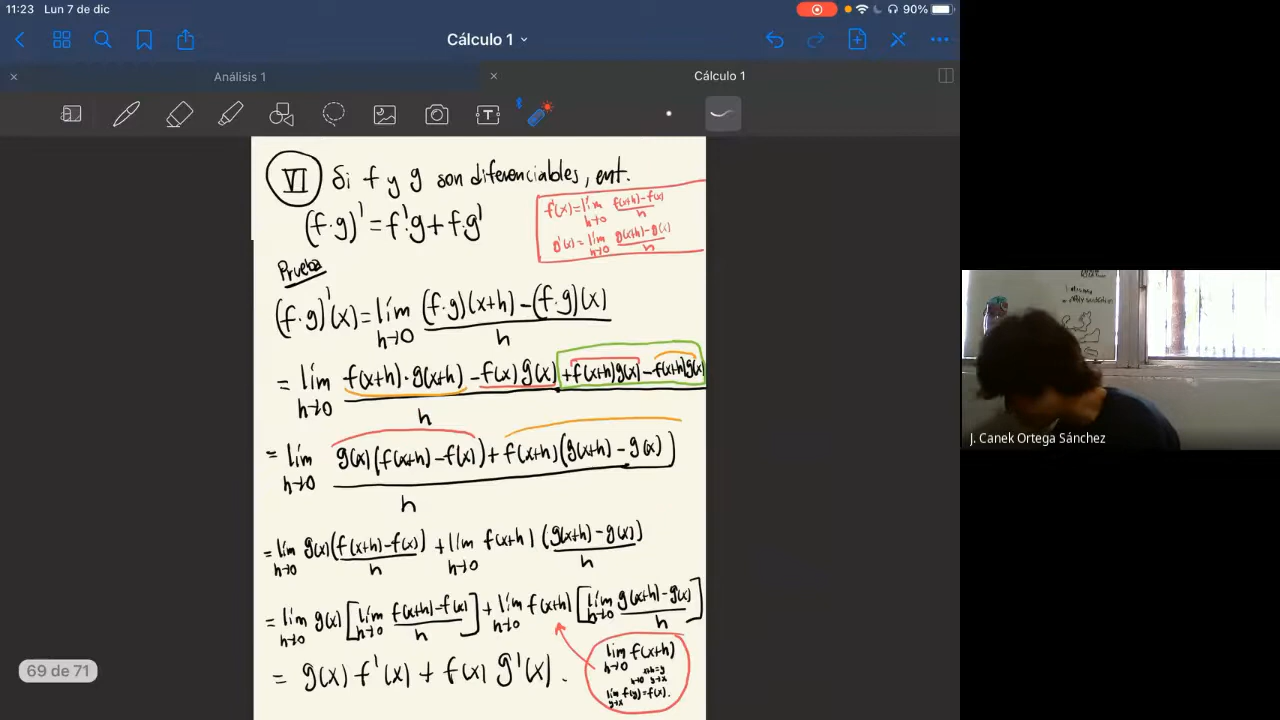 11:23 Lun 7 de dic
90%
Cálculo 1
Análisis 1
Cálculo 1
VI Si f y g son diferenciables, ent.
(f·g)' = f'g + f·g'
f'(x) = lím h→0 f(x+h) - f(x) / h
g'(x) = lím h→0 g(x+h) - g(x) / h
Prueba
(f·g)'(x) = lím h→0 (f·g)(x+h) - (f·g)(x) / h
= lím h→0 f(x+h)·g(x+h) - f(x)g(x) + f(x+h)g(x) - f(x+h)g(x) / h
= lím h→0 g(x)(f(x+h) - f(x)) + f(x+h)(g(x+h) - g(x)) / h
= lím h→0 g(x)(f(x+h) - f(x)) / h + lím h→0 f(x+h)(g(x+h) - g(x)) / h
= lím h→0 g(x) [lím h→0 f(x+h) - f(x) / h] + lím h→0 f(x+h) [lím h→0 g(x+h) - g(x) / h]
= g(x) f'(x) + f(x) g'(x).
lím h→0 f(x+h)
x+h=y
h→0 y→x
lím y→x f(y) = f(x).
69 de 71
J. Canek Ortega Sánchez